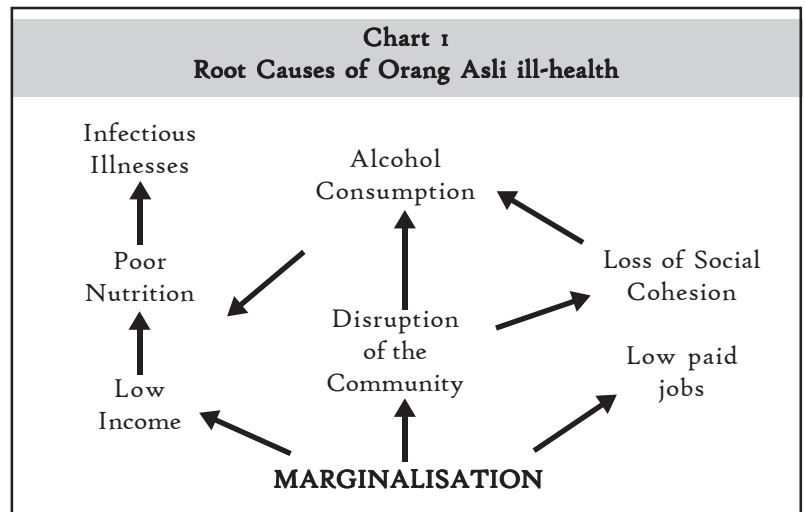 Chart 1
Root Causes of Orang Asli ill-health
Infectious
Illnesses
Alcohol
Consumption
Poor
Nutrition
Loss of Social
Cohesion
Disruption
of the
Community
Low paid
jobs
Low
Income
MARGINALISATION